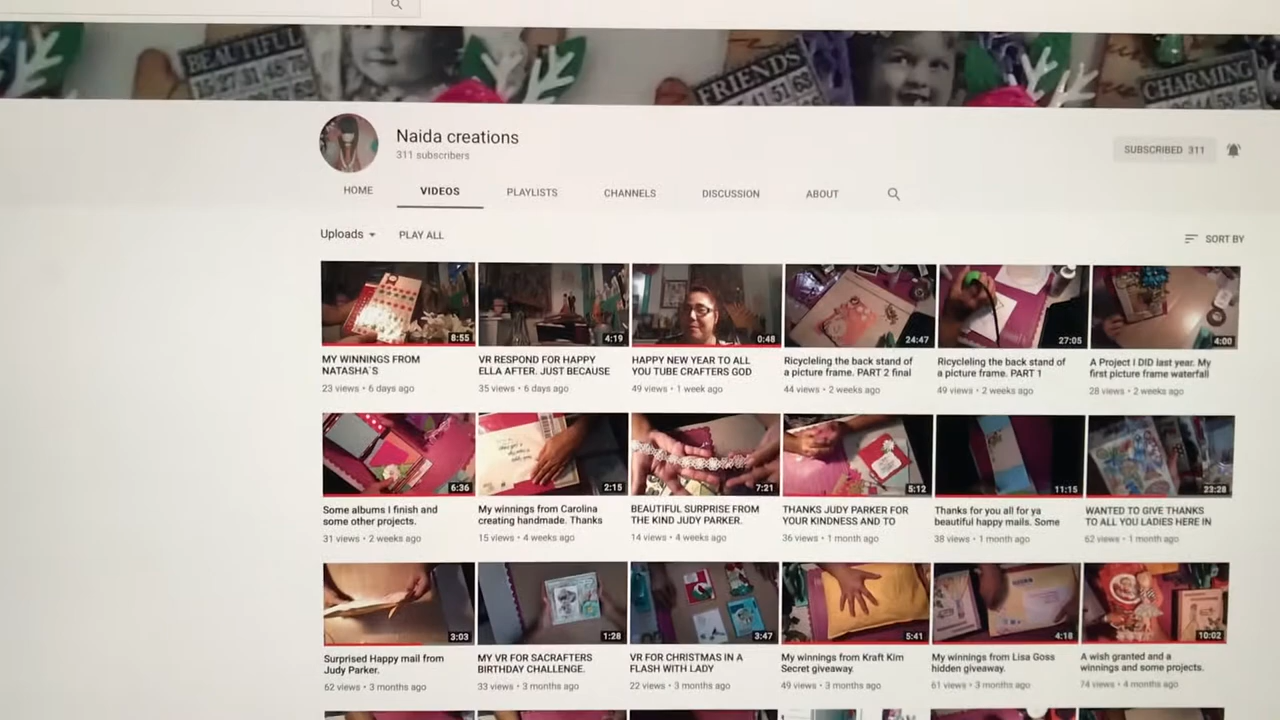 BEAUTIFUL
FRIENDS
CHARMING
Naida creations
311 subscribers
SUBSCRIBED 311
HOME
VIDEOS
PLAYLISTS
CHANNELS
DISCUSSION
ABOUT
Uploads
PLAY ALL
SORT BY
8:55
4:19
0:48
24:47
27:05
4:00
MY WINNINGS FROM
NATASHA`S
23 views • 6 days ago
VR RESPOND FOR HAPPY
ELLA AFTER. JUST BECAUSE
35 views • 6 days ago
HAPPY NEW YEAR TO ALL
YOU TUBE CRAFTERS GOD
49 views • 1 week ago
Ricycleling the back stand of
a picture frame. PART 2 final
44 views • 2 weeks ago
Ricycleling the back stand of
a picture frame. PART 1
49 views • 2 weeks ago
A Project I DID last year. My
first picture frame waterfall
28 views • 2 weeks ago
6:36
2:15
7:21
5:12
11:15
23:28
Some albums I finish and
some other projects.
31 views • 2 weeks ago
My winnings from Carolina
creating handmade. Thanks
15 views • 4 weeks ago
BEAUTIFUL SURPRISE FROM
THE KIND JUDY PARKER.
14 views • 4 weeks ago
THANKS JUDY PARKER FOR
YOUR KINDNESS AND TO
36 views • 1 month ago
Thanks for you all for ya
beautiful happy mails. Some
38 views • 1 month ago
WANTED TO GIVE THANKS
TO ALL YOU LADIES HERE IN
62 views • 1 month ago
3:03
1:28
3:47
5:41
4:18
10:02
Surprised Happy mail from
Judy Parker.
62 views • 3 months ago
MY VR FOR SACRAFTERS
BIRTHDAY CHALLENGE.
33 views • 3 months ago
VR FOR CHRISTMAS IN A
FLASH WITH LADY
22 views • 3 months ago
My winnings from Kraft Kim
Secret giveaway.
49 views • 3 months ago
My winnings from Lisa Goss
hidden giveaway.
61 views • 3 months ago
A wish granted and a
winnings and some projects.
74 views • 4 months ago